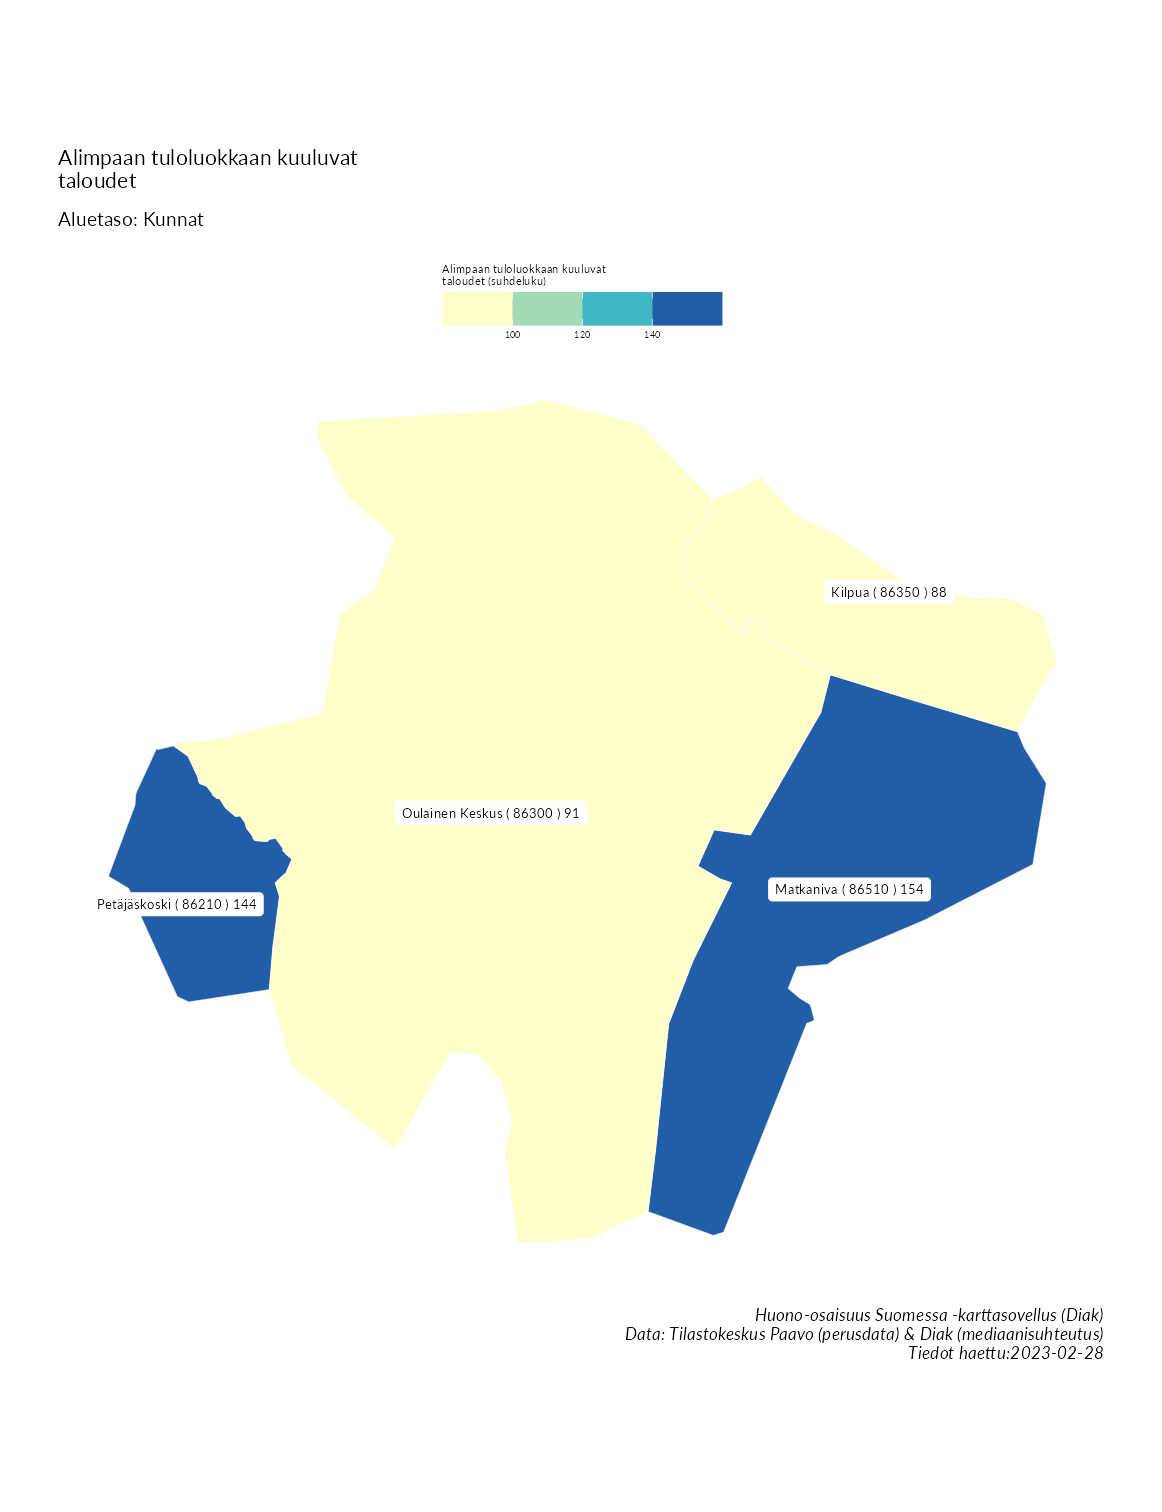 Alimpaan tuloluokkaan kuuluvat
taloudet
Aluetaso: Kunnat
Alimpaan tuloluokkaan kuuluvat
taloudet (suhdeluku)
100 120 140
Kilpua ( 86350 ) 88
Oulainen Keskus ( 86300 ) 91
Matkaniva ( 86510 ) 154
Petäjäskoski ( 86210 ) 144
Huono-osaisuus Suomessa -karttasovellus (Diak)
Data: Tilastokeskus Paavo (perusdata) & Diak (mediaanisuhteutus)
Tiedot haettu:2023-02-28